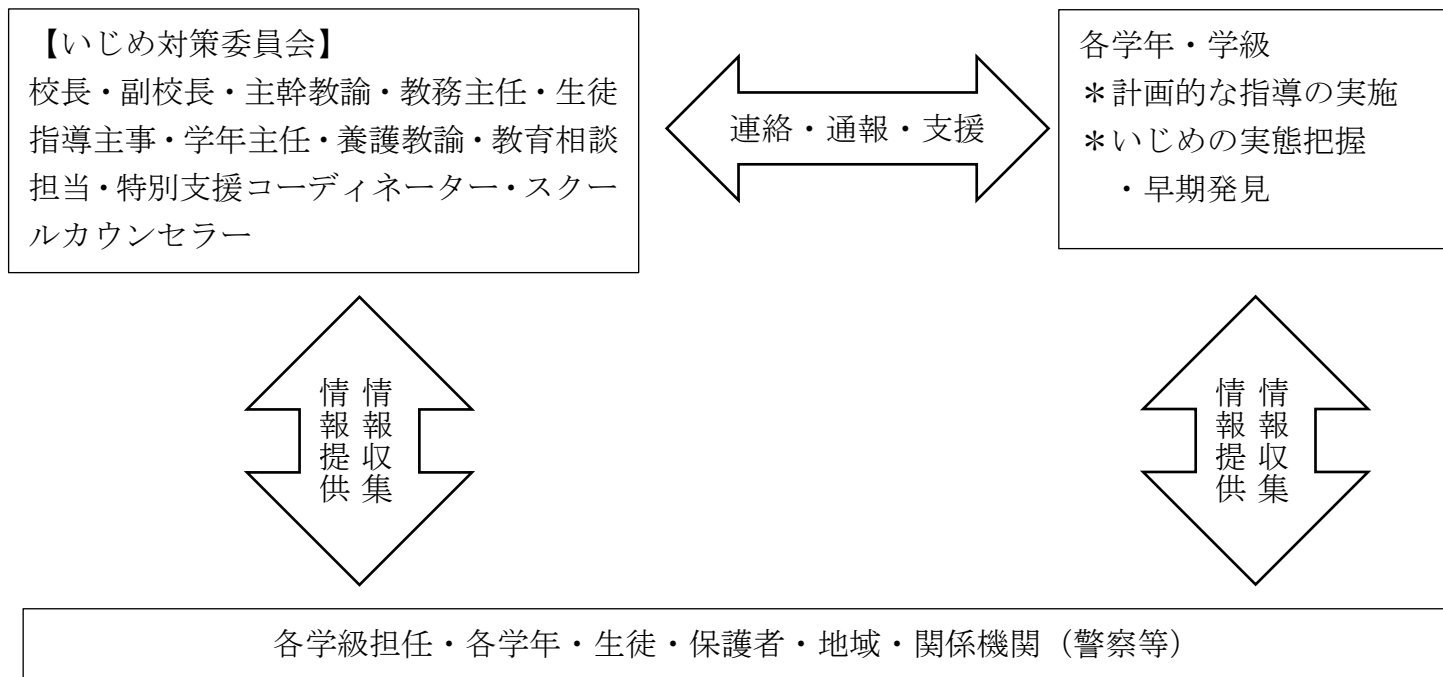 【いじめ対策委員会】
校長・副校長・主幹教諭・教務主任・生徒
指導主事・学年主任・養護教諭・教育相談
担当・特別支援コーディネーター・スクー
ルカウンセラー
連絡・通報・支援
各学年・学級
＊計画的な指導の実施
＊いじめの実態把握
・早期発見
情報収集
情報提供
情報収集
情報提供
各学級担任・各学年・生徒・保護者・地域・関係機関（警察等）